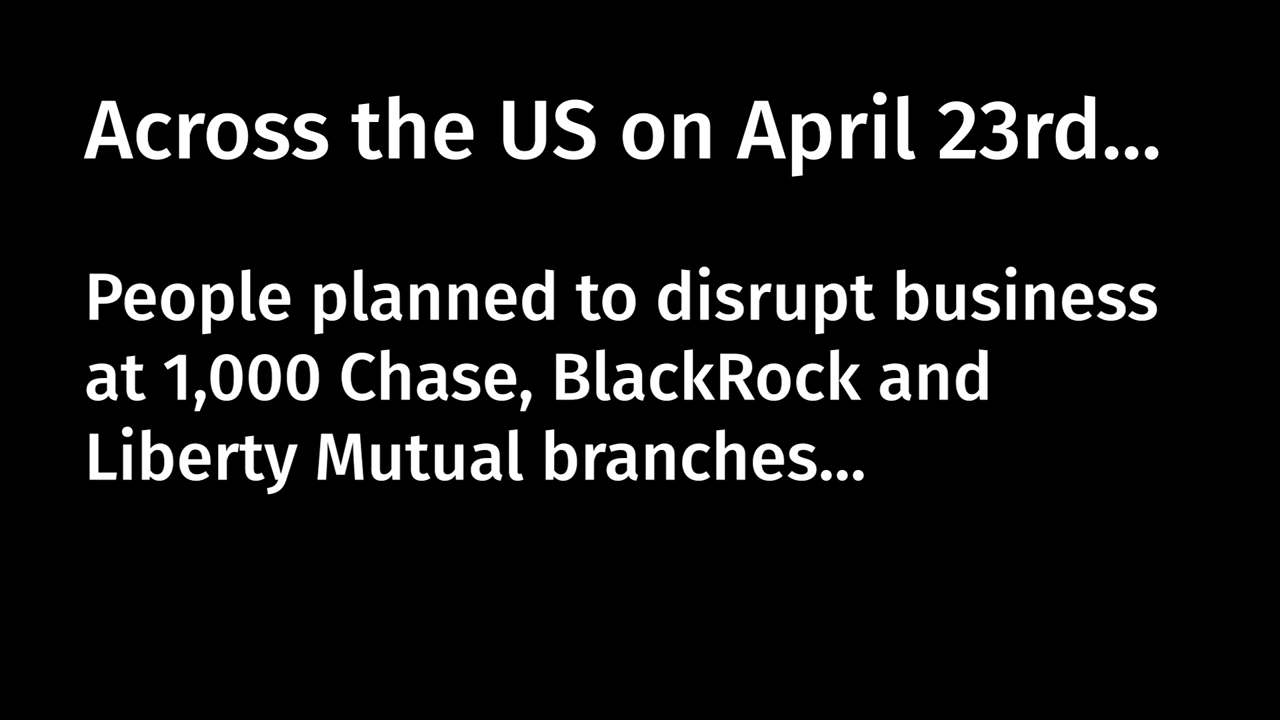 Across the US on April 23rd...
People planned to disrupt business
at 1,000 Chase, BlackRock and
Liberty Mutual branches...